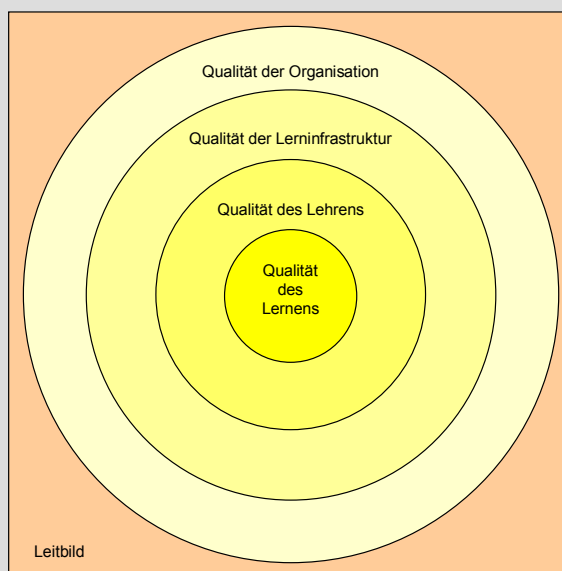 Qualität der Organisation
Qualität der Lerninfrastruktur
Qualität des Lehrens
Qualität
des
Lernens
Leitbild